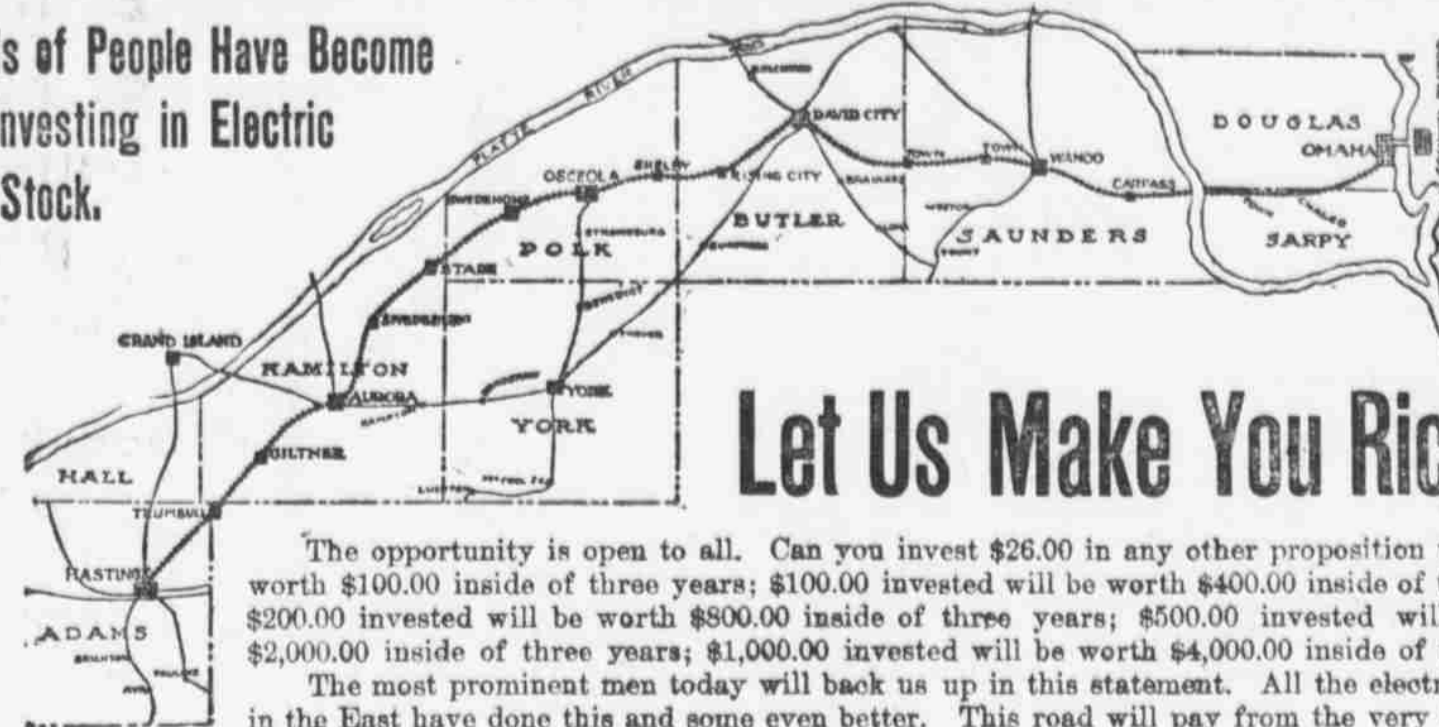 s of People Have Become
nvesting in Electric
Stock.
PLATTE RIVER
DAVID CITY
DOUGLAS
OMAHA
OSCEOLA
SHELBY
RISING CITY
TOWN
TOWN
WAHOO
BUTLER
SAUNDERS
SARPY
POLK
STADE
GRAND ISLAND
HAMILTON
AURORA
YORK
YORK
GILTNER
HALL
TRUMBULL
HASTINGS
ADAMS
Let Us Make You Ric
The opportunity is open to all. Can you invest $26.00 in any other proposition
worth $100.00 inside of three years; $100.00 invested will be worth $400.00 inside of
$200.00 invested will be worth $800.00 inside of three years; $500.00 invested wil
$2,000.00 inside of three years; $1,000.00 invested will be worth $4,000.00 inside of
The most prominent men today will back us up in this statement. All the electr
in the East have done this and some even better. This road will pay from the very